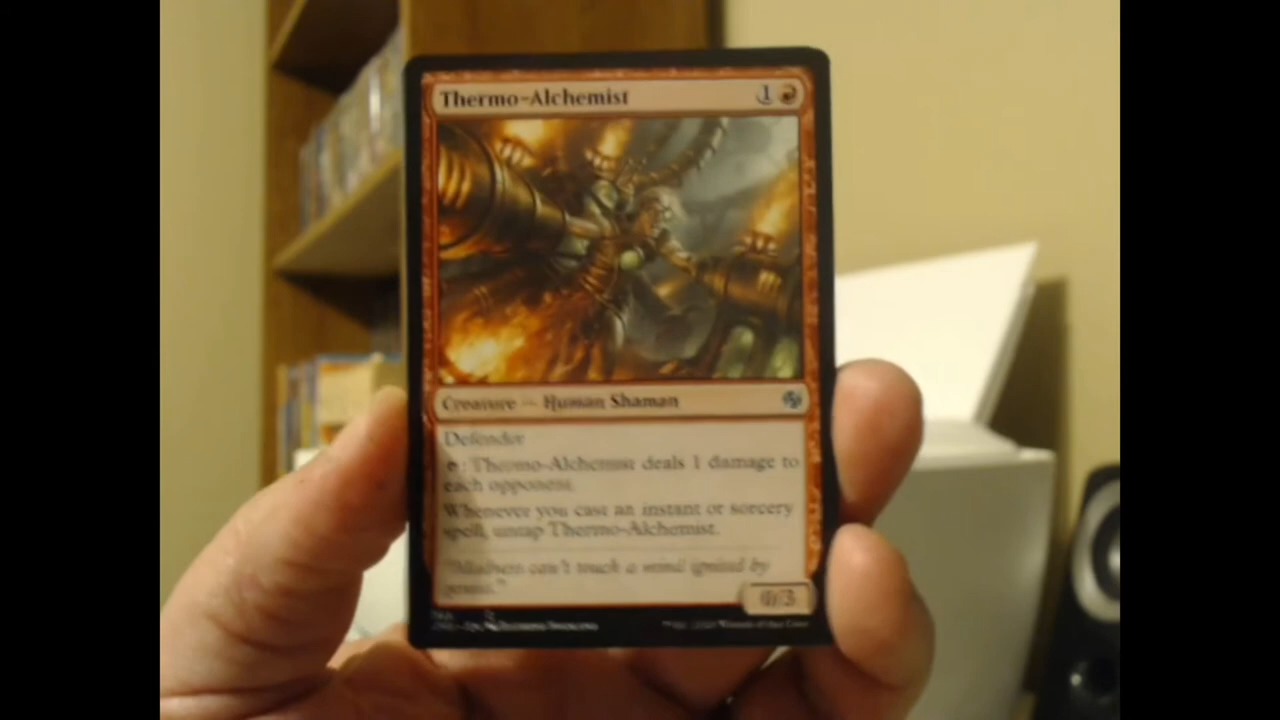 Thermo-Alchemist 1
Creature — Human Shaman
Defender
: Thermo-Alchemist deals 1 damage to
each opponent.
Whenever you cast an instant or sorcery
spell, untap Thermo-Alchemist.
"Madness can't touch a mind ignited by
genius."
0/3